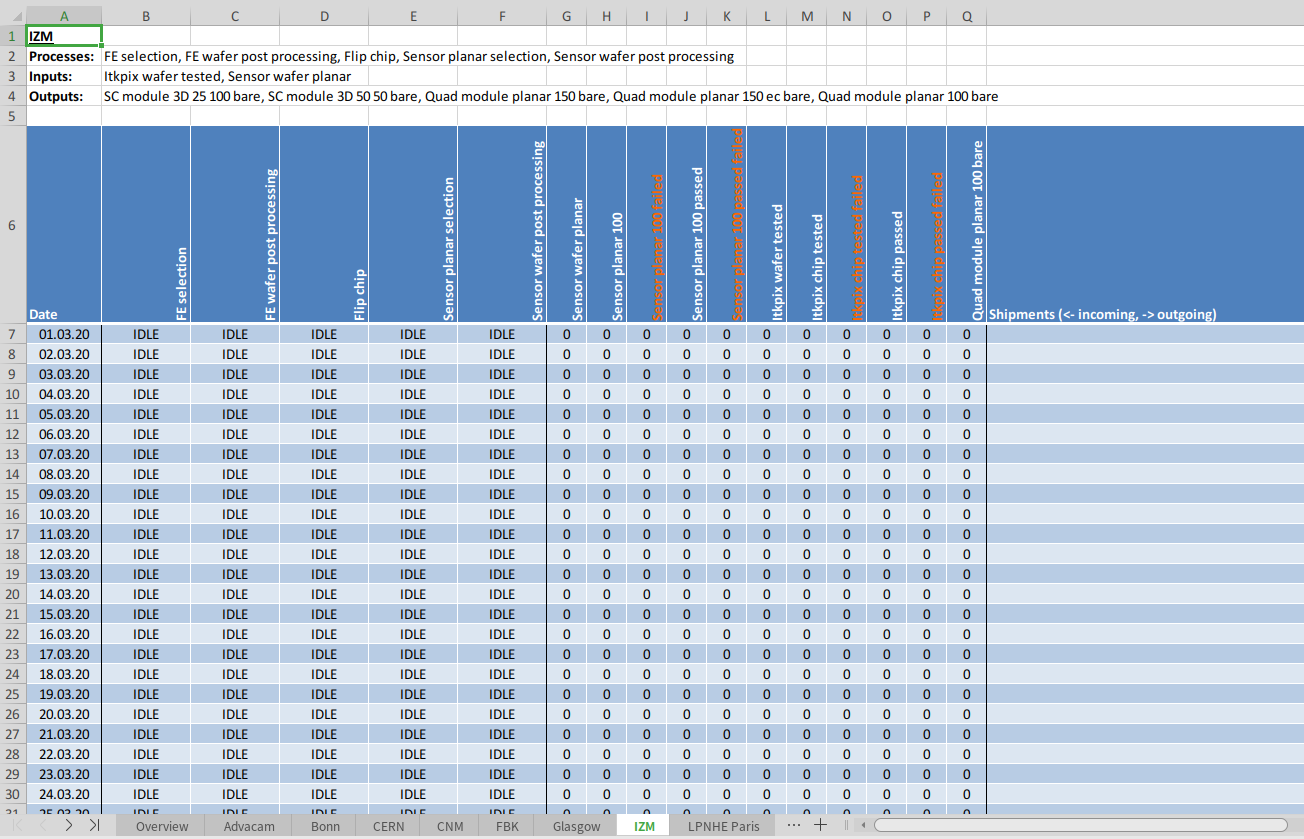 A B C D E F G H I J K L M N O P Q
1 IZM
2 Processes: FE selection, FE wafer post processing, Flip chip, Sensor planar selection, Sensor wafer post processing
3 Inputs: Itkpix wafer tested, Sensor wafer planar
4 Outputs: SC module 3D 25 100 bare, SC module 3D 50 50 bare, Quad module planar 150 bare, Quad module planar 150 ec bare, Quad module planar 100 bare
5
6 Date FE selection FE wafer post processing Flip chip Sensor planar selection Sensor wafer post processing Sensor wafer planar Sensor planar 100 Sensor planar 100 failed Sensor planar 100 passed Sensor planar 100 passed failed Itkpix wafer tested Itkpix chip tested Itkpix chip tested failed Itkpix chip passed Itkpix chip passed failed Quad module planar 100 bare Shipments (<- incoming, -> outgoing)
7 01.03.20 IDLE IDLE IDLE IDLE IDLE 0 0 0 0 0 0 0 0 0 0 0
8 02.03.20 IDLE IDLE IDLE IDLE IDLE 0 0 0 0 0 0 0 0 0 0 0
9 03.03.20 IDLE IDLE IDLE IDLE IDLE 0 0 0 0 0 0 0 0 0 0 0
10 04.03.20 IDLE IDLE IDLE IDLE IDLE 0 0 0 0 0 0 0 0 0 0 0
11 05.03.20 IDLE IDLE IDLE IDLE IDLE 0 0 0 0 0 0 0 0 0 0 0
12 06.03.20 IDLE IDLE IDLE IDLE IDLE 0 0 0 0 0 0 0 0 0 0 0
13 07.03.20 IDLE IDLE IDLE IDLE IDLE 0 0 0 0 0 0 0 0 0 0 0
14 08.03.20 IDLE IDLE IDLE IDLE IDLE 0 0 0 0 0 0 0 0 0 0 0
15 09.03.20 IDLE IDLE IDLE IDLE IDLE 0 0 0 0 0 0 0 0 0 0 0
16 10.03.20 IDLE IDLE IDLE IDLE IDLE 0 0 0 0 0 0 0 0 0 0 0
17 11.03.20 IDLE IDLE IDLE IDLE IDLE 0 0 0 0 0 0 0 0 0 0 0
18 12.03.20 IDLE IDLE IDLE IDLE IDLE 0 0 0 0 0 0 0 0 0 0 0
19 13.03.20 IDLE IDLE IDLE IDLE IDLE 0 0 0 0 0 0 0 0 0 0 0
20 14.03.20 IDLE IDLE IDLE IDLE IDLE 0 0 0 0 0 0 0 0 0 0 0
21 15.03.20 IDLE IDLE IDLE IDLE IDLE 0 0 0 0 0 0 0 0 0 0 0
22 16.03.20 IDLE IDLE IDLE IDLE IDLE 0 0 0 0 0 0 0 0 0 0 0
23 17.03.20 IDLE IDLE IDLE IDLE IDLE 0 0 0 0 0 0 0 0 0 0 0
24 18.03.20 IDLE IDLE IDLE IDLE IDLE 0 0 0 0 0 0 0 0 0 0 0
25 19.03.20 IDLE IDLE IDLE IDLE IDLE 0 0 0 0 0 0 0 0 0 0 0
26 20.03.20 IDLE IDLE IDLE IDLE IDLE 0 0 0 0 0 0 0 0 0 0 0
27 21.03.20 IDLE IDLE IDLE IDLE IDLE 0 0 0 0 0 0 0 0 0 0 0
28 22.03.20 IDLE IDLE IDLE IDLE IDLE 0 0 0 0 0 0 0 0 0 0 0
29 23.03.20 IDLE IDLE IDLE IDLE IDLE 0 0 0 0 0 0 0 0 0 0 0
30 24.03.20 IDLE IDLE IDLE IDLE IDLE 0 0 0 0 0 0 0 0 0 0 0
Overview Advacam Bonn CERN CNM FBK Glasgow IZM LPNHE Paris ... +